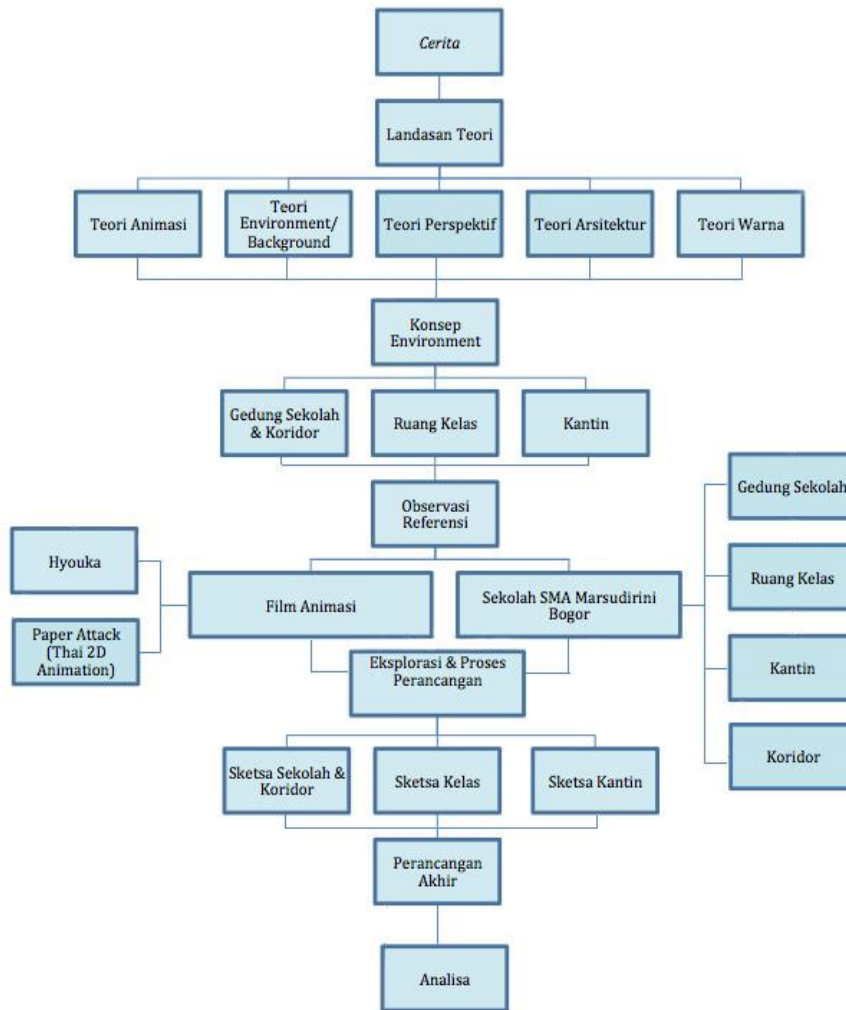 Cerita
Landasan Teori
Teori Animasi
Teori
Environment/
Background
Teori Perspektif
Teori Arsitektur
Teori Warna
Konsep
Environment
Gedung Sekolah
& Koridor
Ruang Kelas
Kantin
Observasi
Referensi
Hyouka
Paper Attack
(Thai 2D
Animation)
Film Animasi
Sekolah SMA Marsudirini
Bogor
Gedung Sekolah
Ruang Kelas
Kantin
Koridor
Eksplorasi & Proses
Perancangan
Sketsa Sekolah &
Koridor
Sketsa Kelas
Sketsa Kantin
Perancangan
Akhir
Analisa